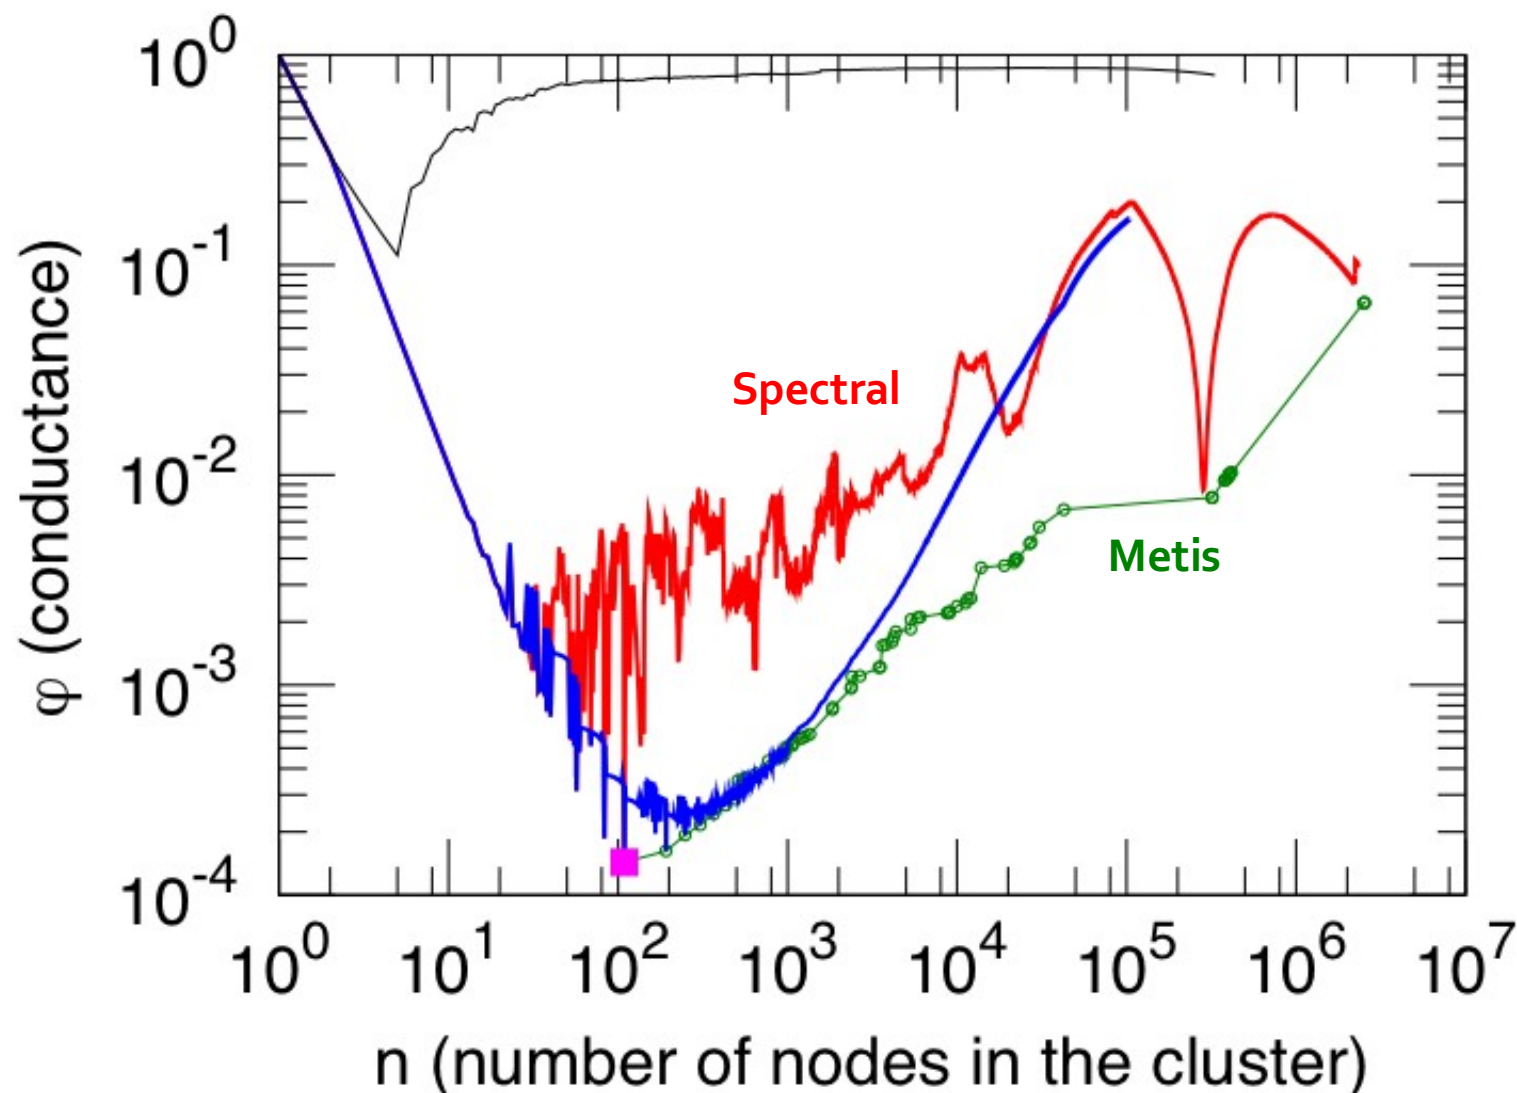 φ (conductance)
10^0
10^-1
10^-2
10^-3
10^-4
Spectral
Metis
10^0 10^1 10^2 10^3 10^4 10^5 10^6 10^7
n (number of nodes in the cluster)